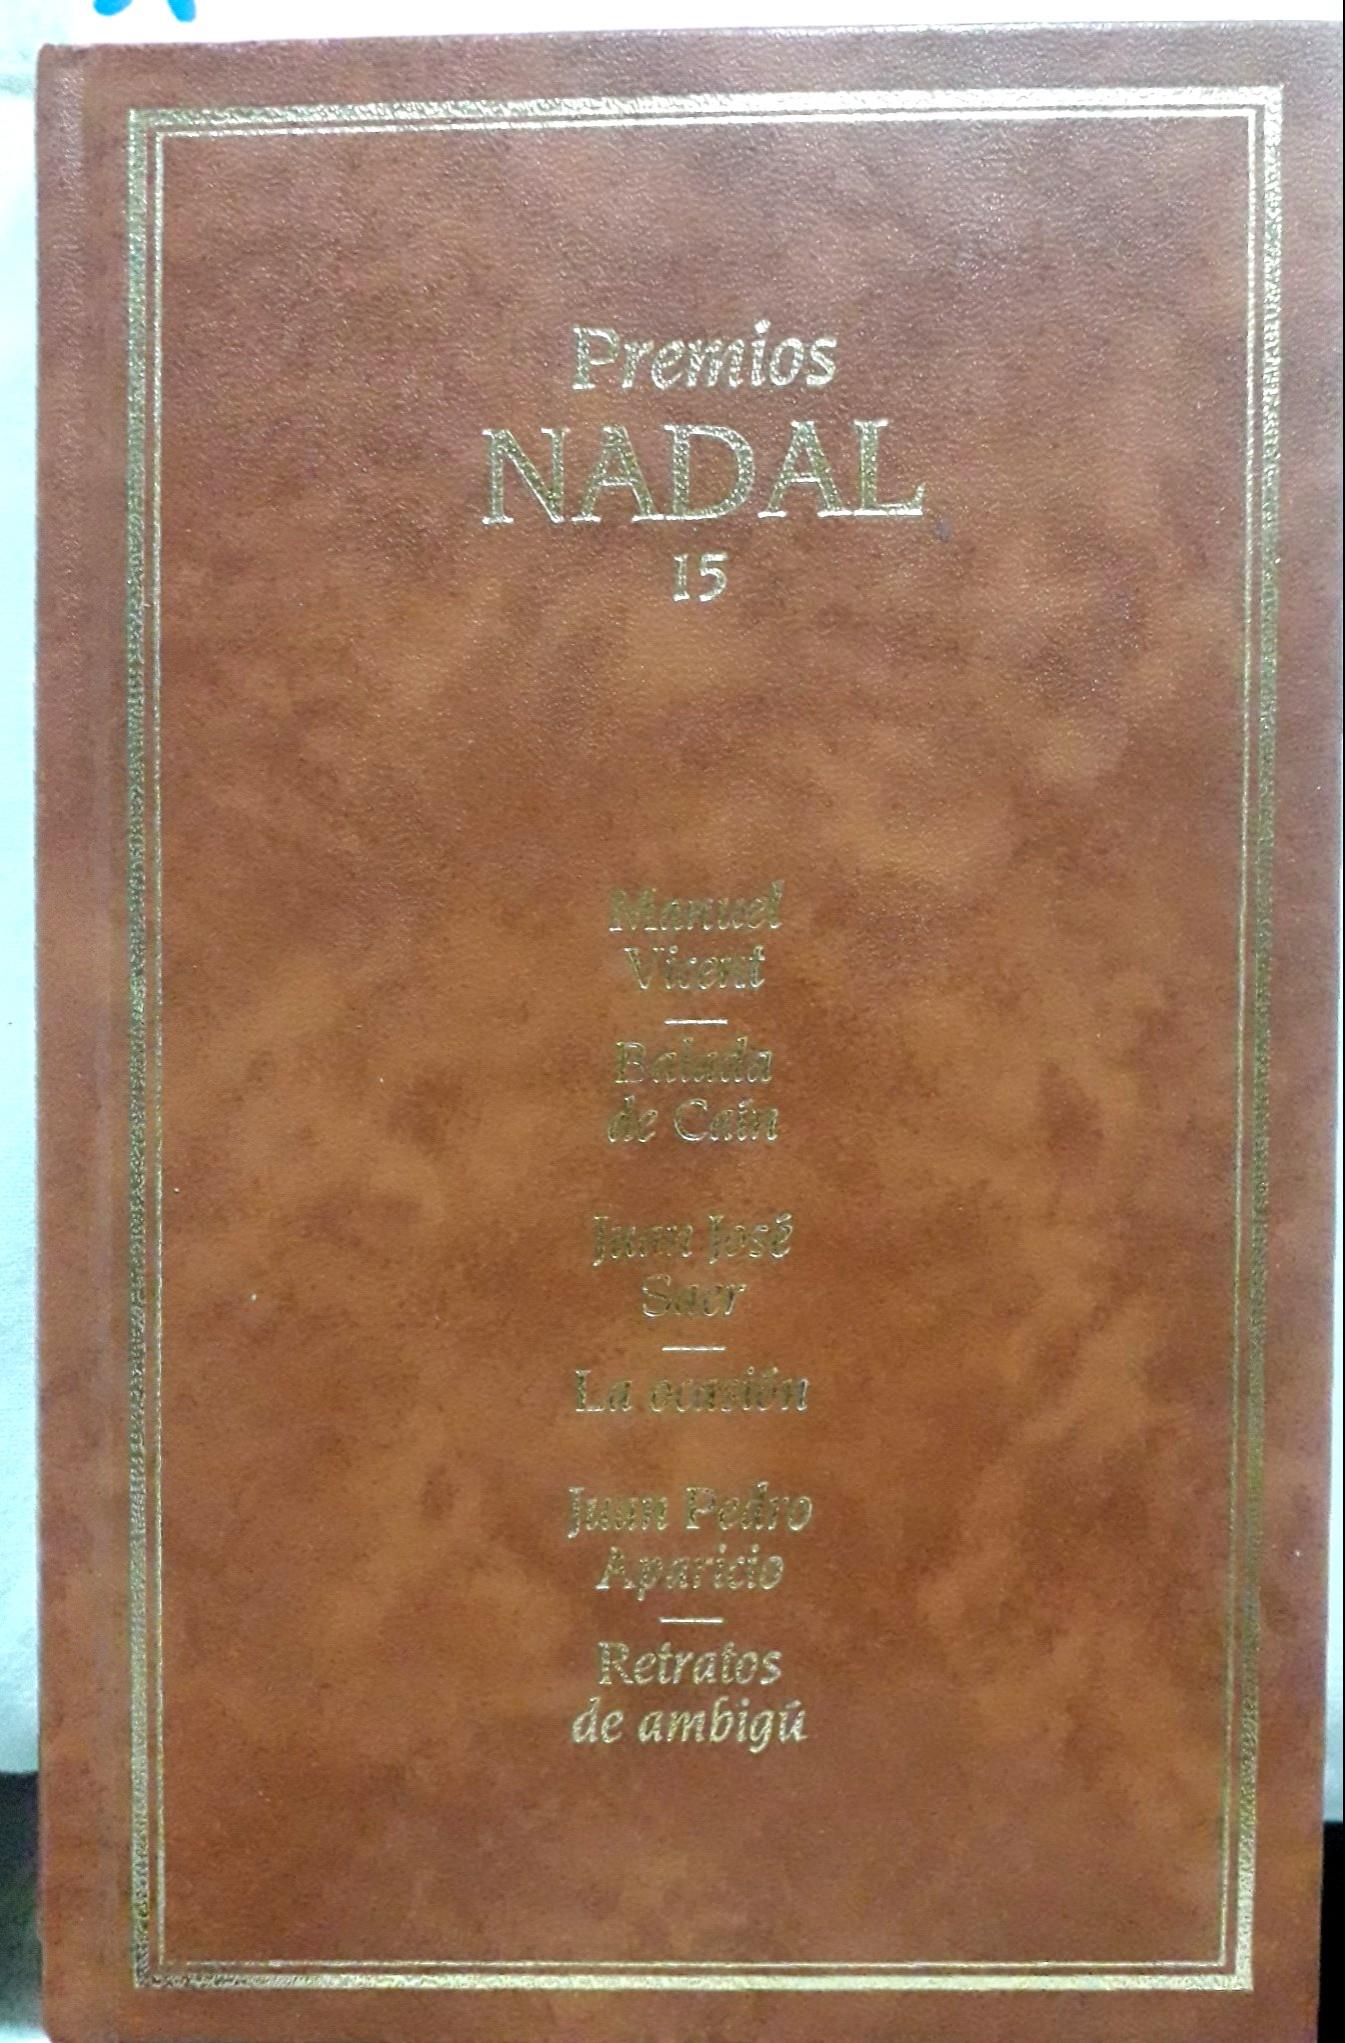 Premios
NADAL
15
Manuel
Vicent
Balada
de Caín
Juan José
Saer
La ocasión
Juan Pedro
Aparicio
Retratos
de ambigú